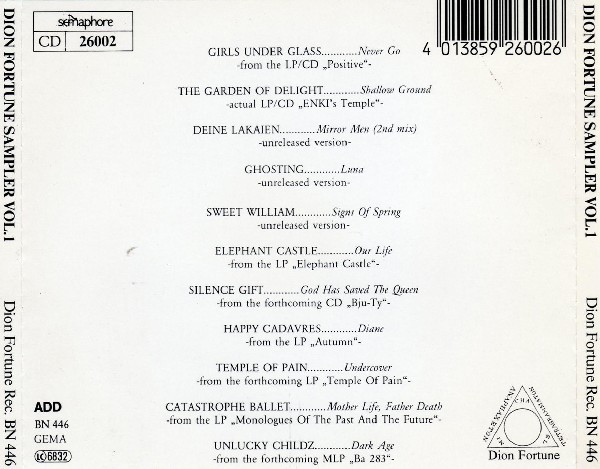 DION FORTUNE SAMPLER VOL.1
Dion Fortune Rec. BN 446
semaphore
CD 26002
4 013859 260026
GIRLS UNDER GLASS............Never Go
-from the LP/CD „Positive“-
THE GARDEN OF DELIGHT............Shallow Ground
-actual LP/CD „ENKI's Temple“-
DEINE LAKAIEN............Mirror Men (2nd mix)
-unreleased version-
GHOSTING............Luna
-unreleased version-
SWEET WILLIAM............Signs Of Spring
-unreleased version-
ELEPHANT CASTLE............Our Life
-from the LP „Elephant Castle“-
SILENCE GIFT............God Has Saved The Queen
-from the forthcoming CD „Bju-Ty“-
HAPPY CADAVRES............Diane
-from the LP „Autumn“-
TEMPLE OF PAIN............Undercover
-from the forthcoming LP „Temple Of Pain“-
CATASTROPHE BALLET............Mother Life, Father Death
-from the LP „Monologues Of The Past And The Future“-
UNLUCKY CHILDZ............Dark Age
-from the forthcoming MLP „Ba 283“-
ADD
BN 446
GEMA
LC 6832
Dion Fortune
DION FORTUNE SAMPLER VOL.1
Dion Fortune Rec. BN 446